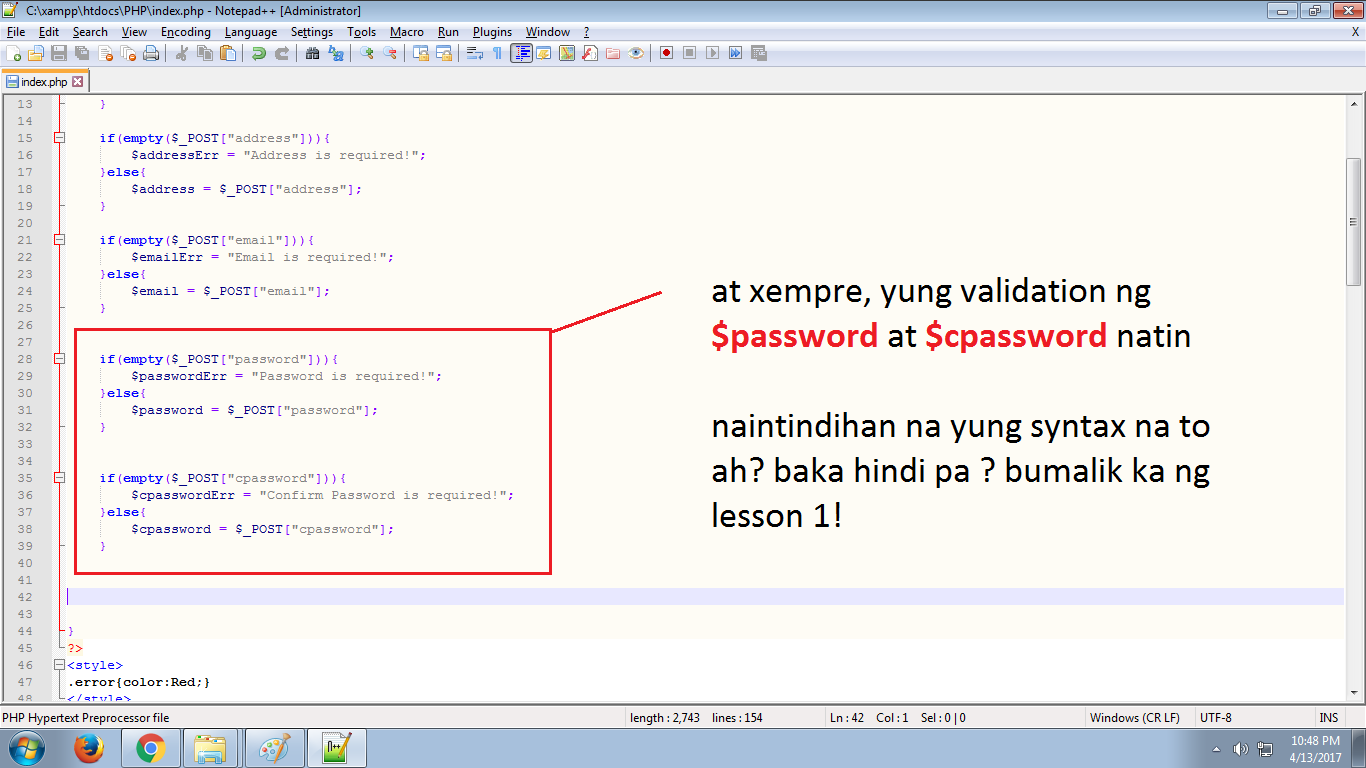 C:\xampp\htdocs\PHP\index.php - Notepad++ [Administrator]
File Edit Search View Encoding Language Settings Tools Macro Run Plugins Window ? X
index.php
13 }
14
15 if(empty($_POST["address"])){
16 $addressErr = "Address is required!";
17 }else{
18 $address = $_POST["address"];
19 }
20
21 if(empty($_POST["email"])){
22 $emailErr = "Email is required!";
23 }else{
24 $email = $_POST["email"];
25 }
26
27
28 if(empty($_POST["password"])){
29 $passwordErr = "Password is required!";
30 }else{
31 $password = $_POST["password"];
32 }
33
34
35 if(empty($_POST["cpassword"])){
36 $cpasswordErr = "Confirm Password is required!";
37 }else{
38 $cpassword = $_POST["cpassword"];
39 }
40
41
42
43
44 }
45 ?>
46 <style>
47 .error{color:Red;}
48 </style>
at xempre, yung validation ng
$password at $cpassword natin
naintindihan na yung syntax na to
ah? baka hindi pa ? bumalik ka ng
lesson 1!
PHP Hypertext Preprocessor file length : 2,743 lines : 154 Ln : 42 Col : 1 Sel : 0 | 0 Windows (CR LF) UTF-8 INS
10:48 PM
4/13/2017